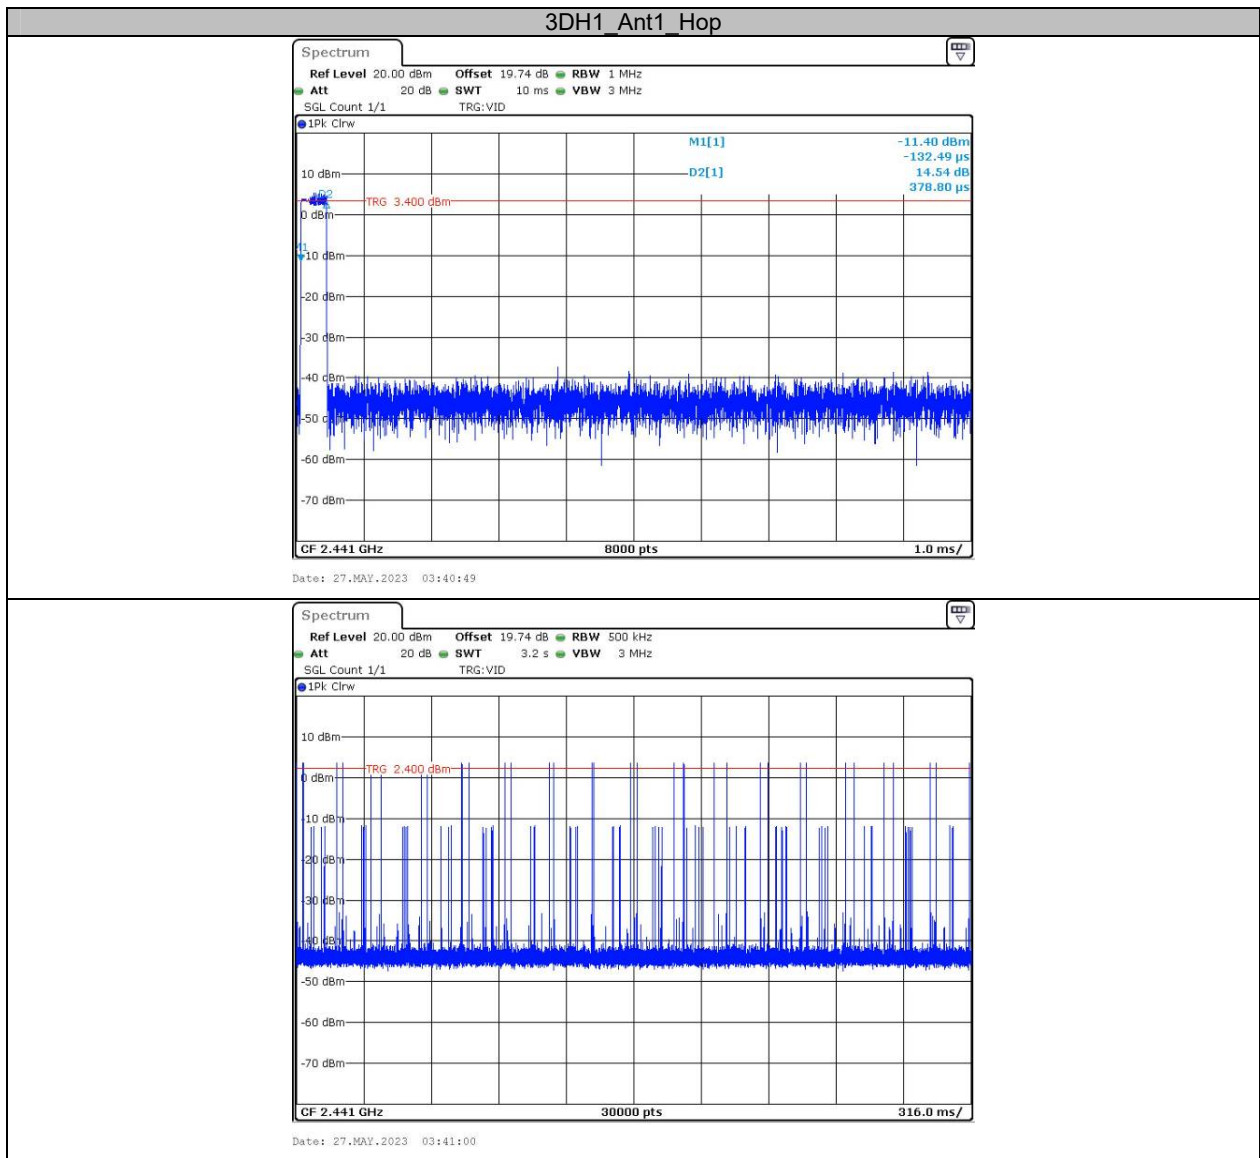 3DH1_Ant1_Hop
Spectrum
Ref Level 20.00 dBm Offset 19.74 dB RBW 1 MHz
Att 20 dB SWT 10 ms VBW 3 MHz
SGL Count 1/1 TRG:VID
1Pk Clrw
M1[1] -11.40 dBm
-132.49 µs
10 dBm D2[1] 14.54 dB
378.80 µs
D2
TRG 3.400 dBm
0 dBm
-10 dBm
-20 dBm
-30 dBm
-40 dBm
-60 dBm
-70 dBm
CF 2.441 GHz 8000 pts 1.0 ms/
Date: 27.MAY.2023 03:40:49
Spectrum
Ref Level 20.00 dBm Offset 19.74 dB RBW 500 kHz
Att 20 dB SWT 3.2 s VBW 3 MHz
SGL Count 1/1 TRG:VID
1Pk Clrw
10 dBm
TRG 2.400 dBm
0 dBm
-10 dBm
-20 dBm
-30 dBm
-50 dBm
-60 dBm
-70 dBm
CF 2.441 GHz 30000 pts 316.0 ms/
Date: 27.MAY.2023 03:41:00